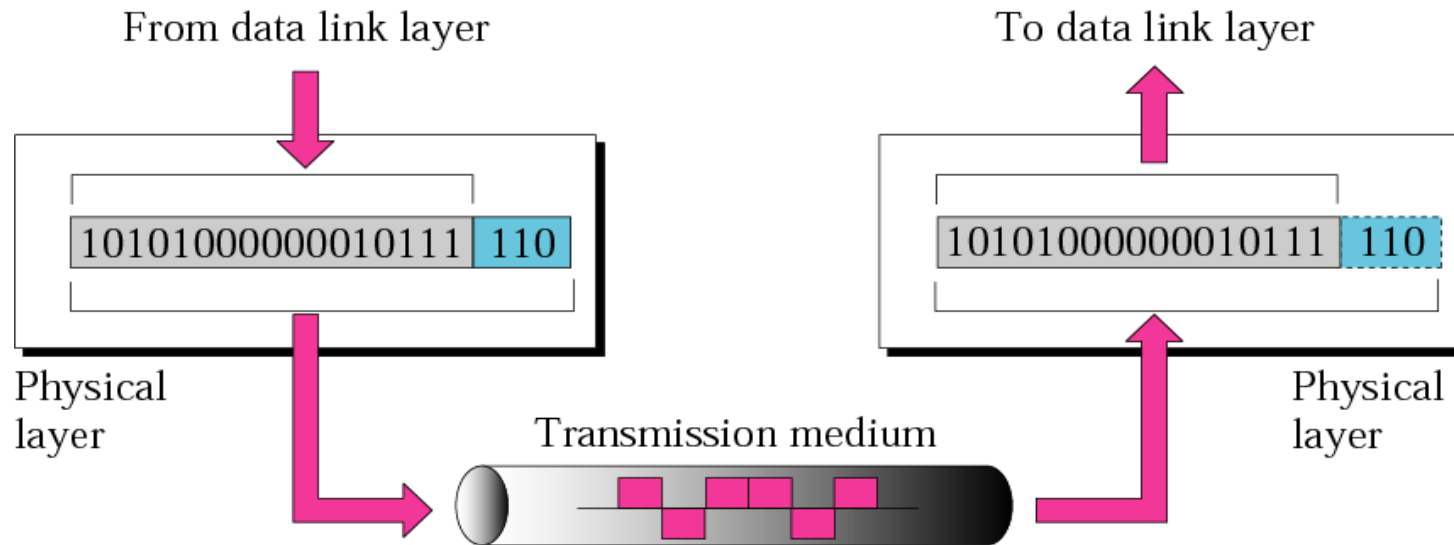 From data link layer
To data link layer
10101000000010111 110
10101000000010111 110
Physical
layer
Transmission medium
Physical
layer